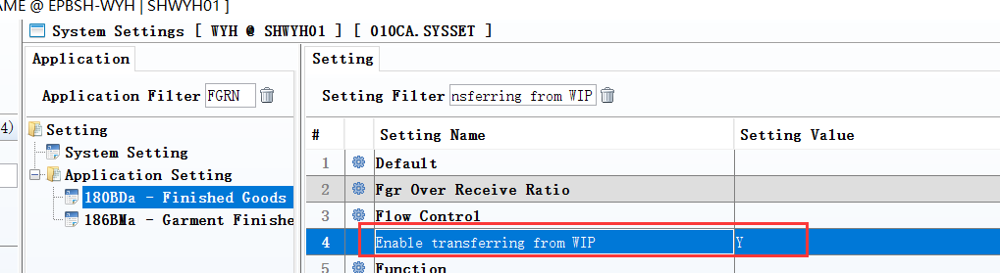 AME @ EPBSH-WYH | SHWYH01 ]
System Settings [ WYH @ SHWYH01 ] [ 010CA.SYSSET ]
Application
Setting
Application Filter FGRN
Setting Filter nsferring from WIP
4)
Setting
System Setting
Application Setting
180BDa - Finished Goods
186BMa - Garment Finishe
# Setting Name Setting Value
1 Default
2 Fgr Over Receive Ratio
3 Flow Control
4 Enable transferring from WIP Y
5 Function